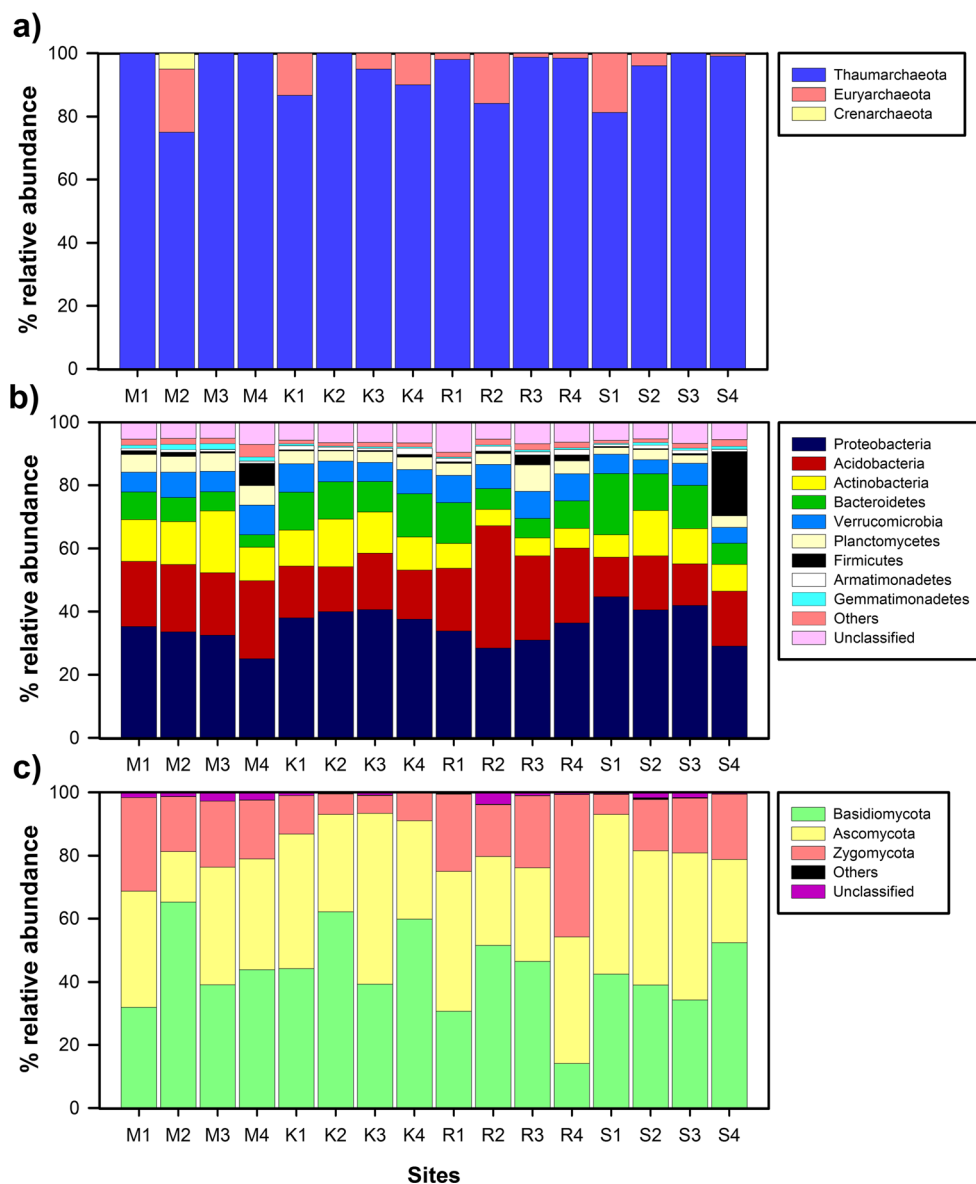 a)
% relative abundance
100
80
60
40
20
0
M1 M2 M3 M4 K1 K2 K3 K4 R1 R2 R3 R4 S1 S2 S3 S4
Thaumarchaeota
Euryarchaeota
Crenarchaeota
b)
% relative abundance
100
80
60
40
20
0
M1 M2 M3 M4 K1 K2 K3 K4 R1 R2 R3 R4 S1 S2 S3 S4
Proteobacteria
Acidobacteria
Actinobacteria
Bacteroidetes
Verrucomicrobia
Planctomycetes
Firmicutes
Armatimonadetes
Gemmatimonadetes
Others
Unclassified
c)
% relative abundance
100
80
60
40
20
0
M1 M2 M3 M4 K1 K2 K3 K4 R1 R2 R3 R4 S1 S2 S3 S4
Basidiomycota
Ascomycota
Zygomycota
Others
Unclassified
Sites